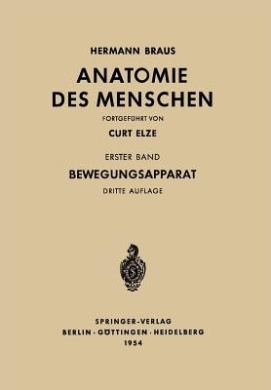 HERMANN BRAUS
ANATOMIE
DES MENSCHEN
FORTGEFÜHRT VON
CURT ELZE
ERSTER BAND
BEWEGUNGSAPPARAT
DRITTE AUFLAGE
SPRINGER-VERLAG
BERLIN · GÖTTINGEN · HEIDELBERG
1954